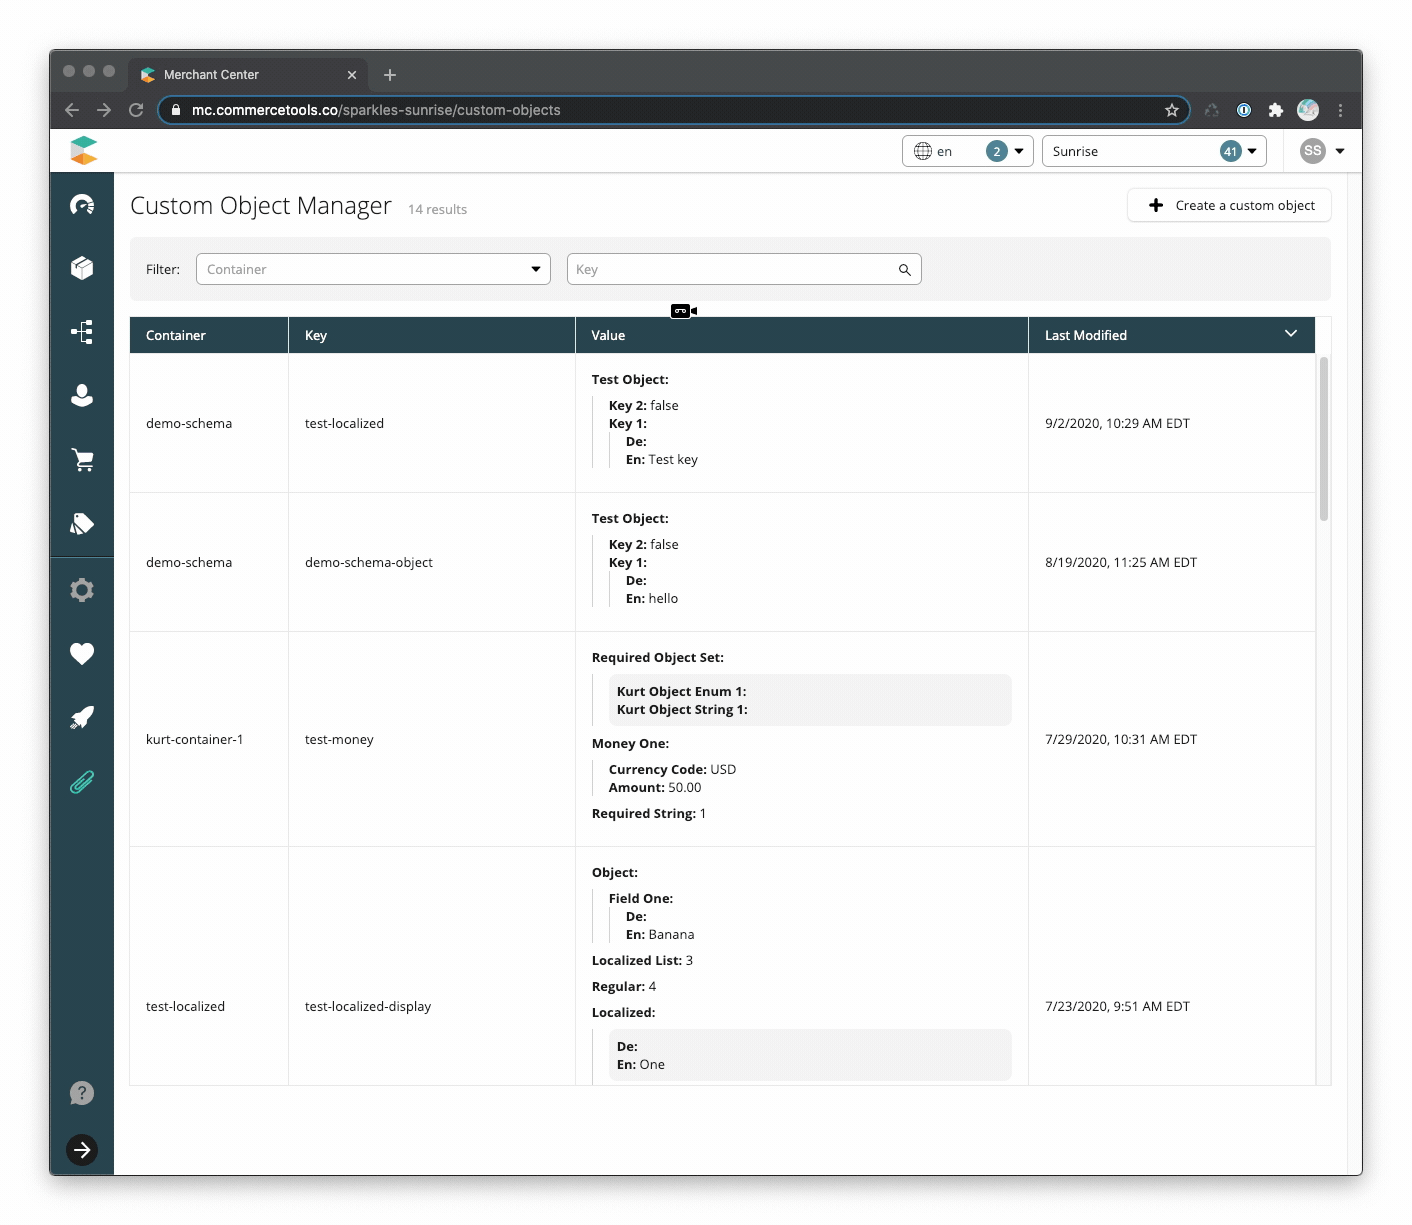 Merchant Center
mc.commercetools.co/sparkles-sunrise/custom-objects
en 2
Sunrise 41
SS
Custom Object Manager 14 results
Create a custom object
Filter: Container Key
Container Key Value Last Modified
Test Object:
Key 2: false
Key 1:
De:
En: Test key
demo-schema test-localized 9/2/2020, 10:29 AM EDT
Test Object:
Key 2: false
Key 1:
De:
En: hello
demo-schema demo-schema-object 8/19/2020, 11:25 AM EDT
Required Object Set:
Kurt Object Enum 1:
Kurt Object String 1:
kurt-container-1 test-money 7/29/2020, 10:31 AM EDT
Money One:
Currency Code: USD
Amount: 50.00
Required String: 1
Object:
Field One:
De:
En: Banana
Localized List: 3
Regular: 4
test-localized test-localized-display 7/23/2020, 9:51 AM EDT
Localized:
De:
En: One
?